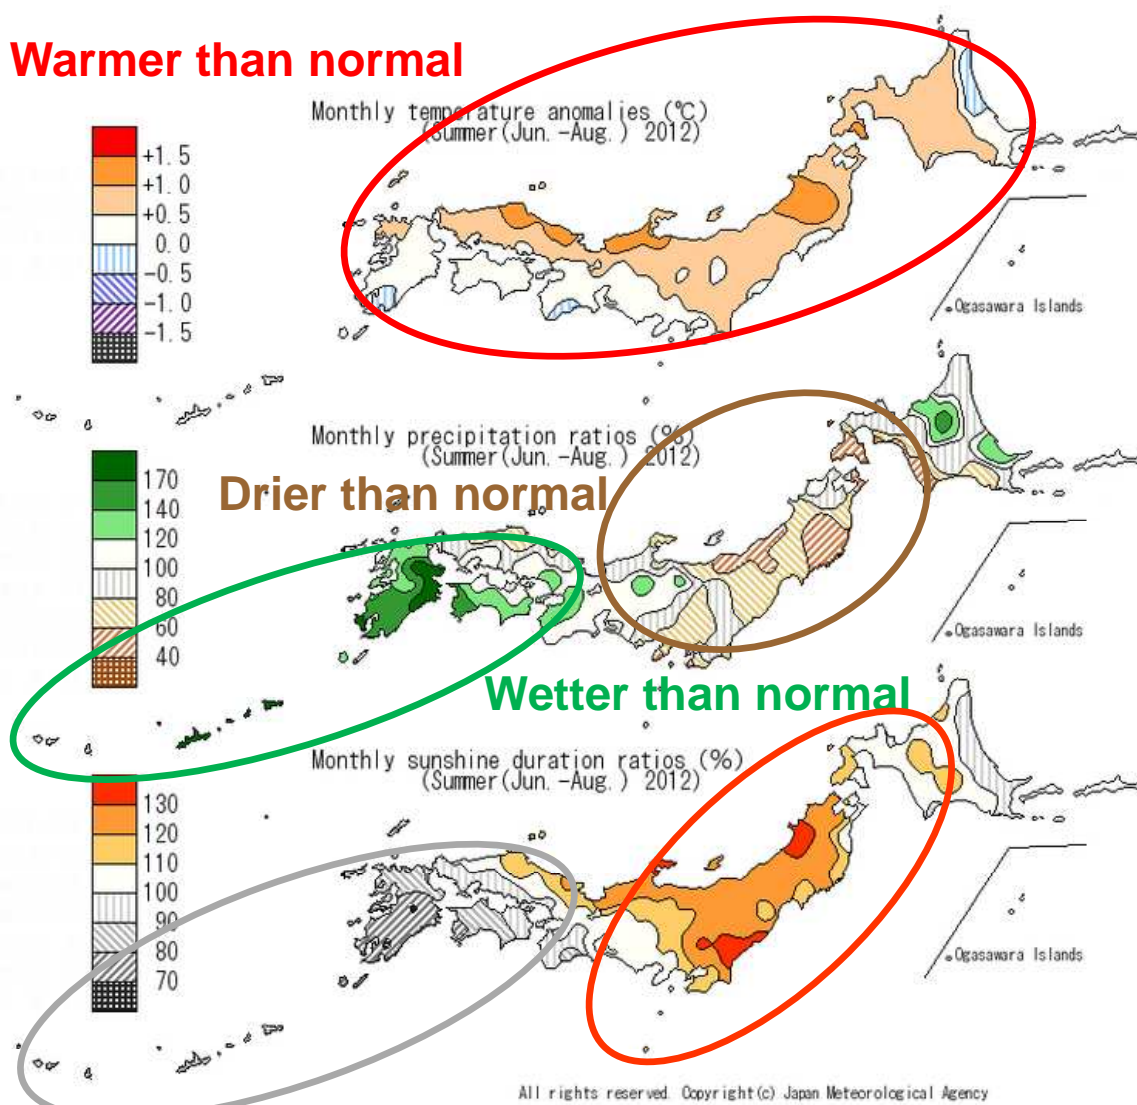 Warmer than normal
Monthly temperature anomalies (℃)
(Summer(Jun.-Aug.) 2012)
+1.5
+1.0
+0.5
0.0
-0.5
-1.0
-1.5
Ogasawara Islands
Monthly precipitation ratios (%)
(Summer(Jun.-Aug.) 2012)
Drier than normal
170
140
120
100
80
60
40
Ogasawara Islands
Wetter than normal
Monthly sunshine duration ratios (%)
(Summer(Jun.-Aug.) 2012)
130
120
110
100
90
80
70
Ogasawara Islands
All rights reserved. Copyright(c) Japan Meteorological Agency